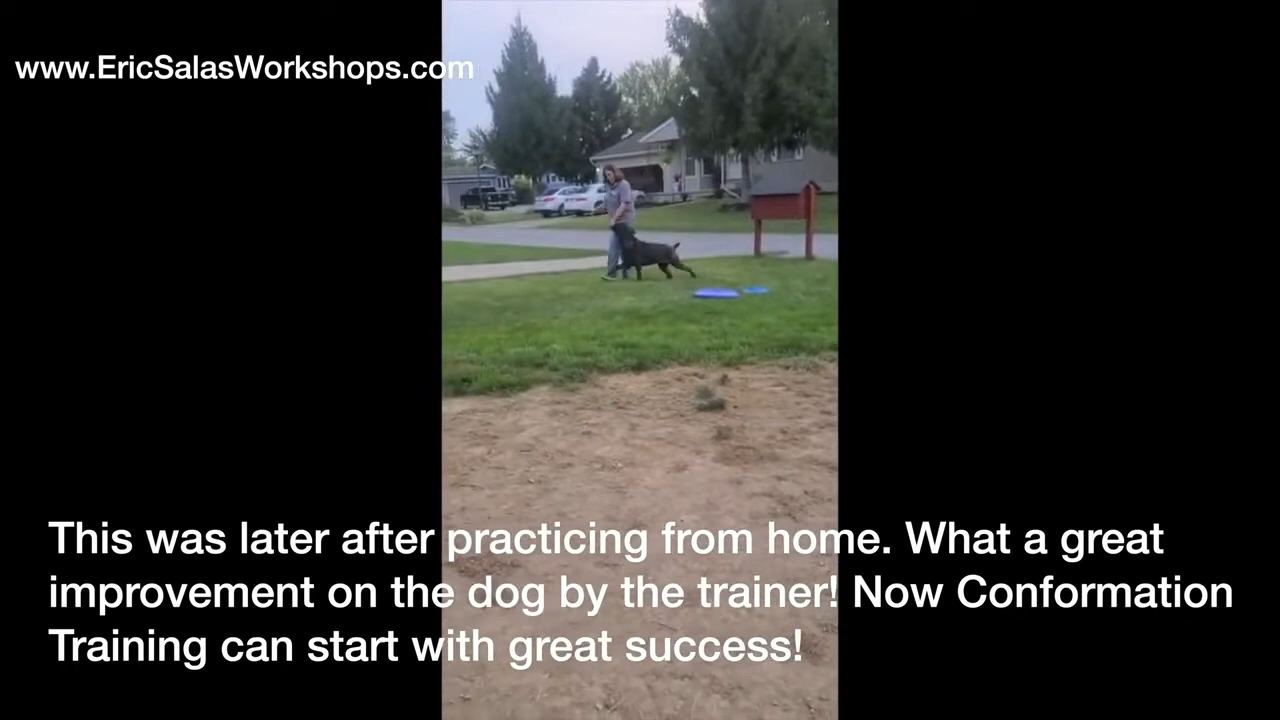 www.EricSalasWorkshops.com
This was later after practicing from home. What a great
improvement on the dog by the trainer! Now Conformation
Training can start with great success!